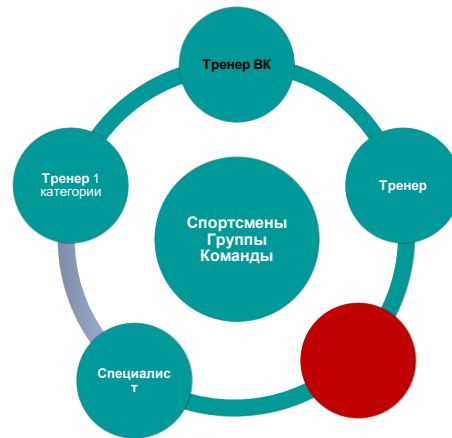 Тренер ВК
Тренер 1
категории
Тренер
Спортсмены
Группы
Команды
Специалис
т